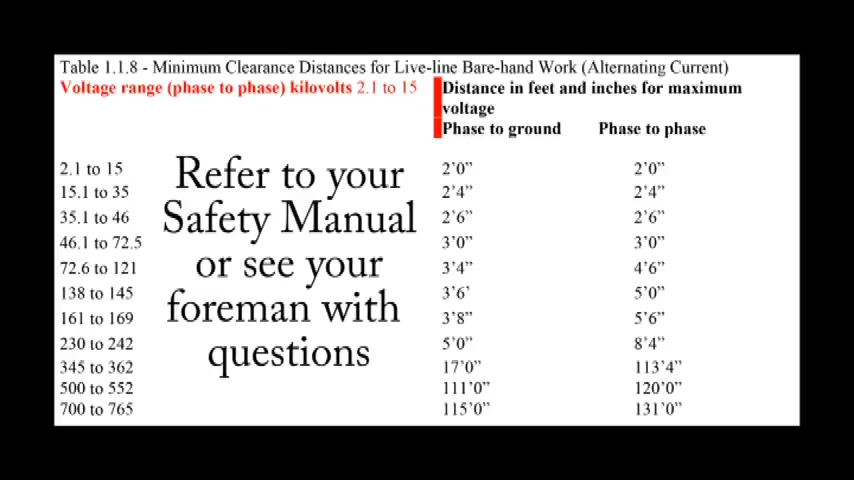 Table 1.1.8 - Minimum Clearance Distances for Live-line Bare-hand Work (Alternating Current)
Voltage range (phase to phase) kilovolts 2.1 to 15 Distance in feet and inches for maximum
voltage
Phase to ground Phase to phase
2.1 to 15 2’0” 2’0”
15.1 to 35 2’4” 2’4”
35.1 to 46 2’6” 2’6”
46.1 to 72.5 3’0” 3’0”
72.6 to 121 3’4” 4’6”
138 to 145 3’6’ 5’0”
161 to 169 3’8” 5’6”
230 to 242 5’0” 8’4”
345 to 362 17’0” 113’4”
500 to 552 111’0” 120’0”
700 to 765 115’0” 131’0”
Refer to your
Safety Manual
or see your
foreman with
questions